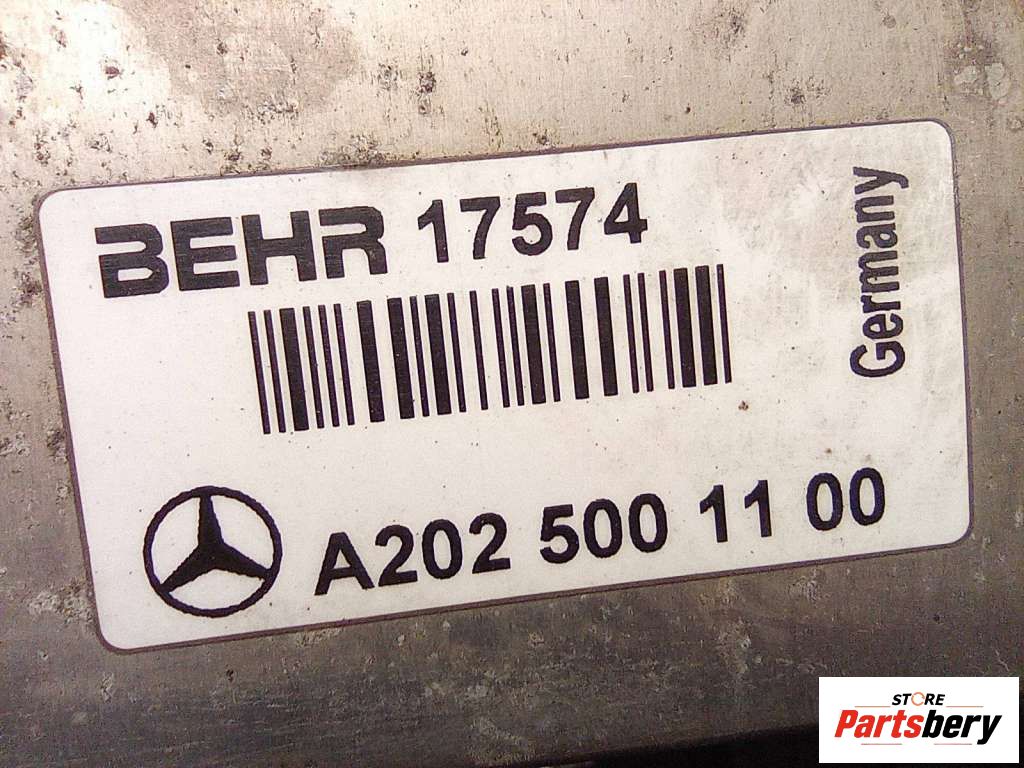 BEHR 17574
Germany
A202 500 11 00
STORE
Partsbery